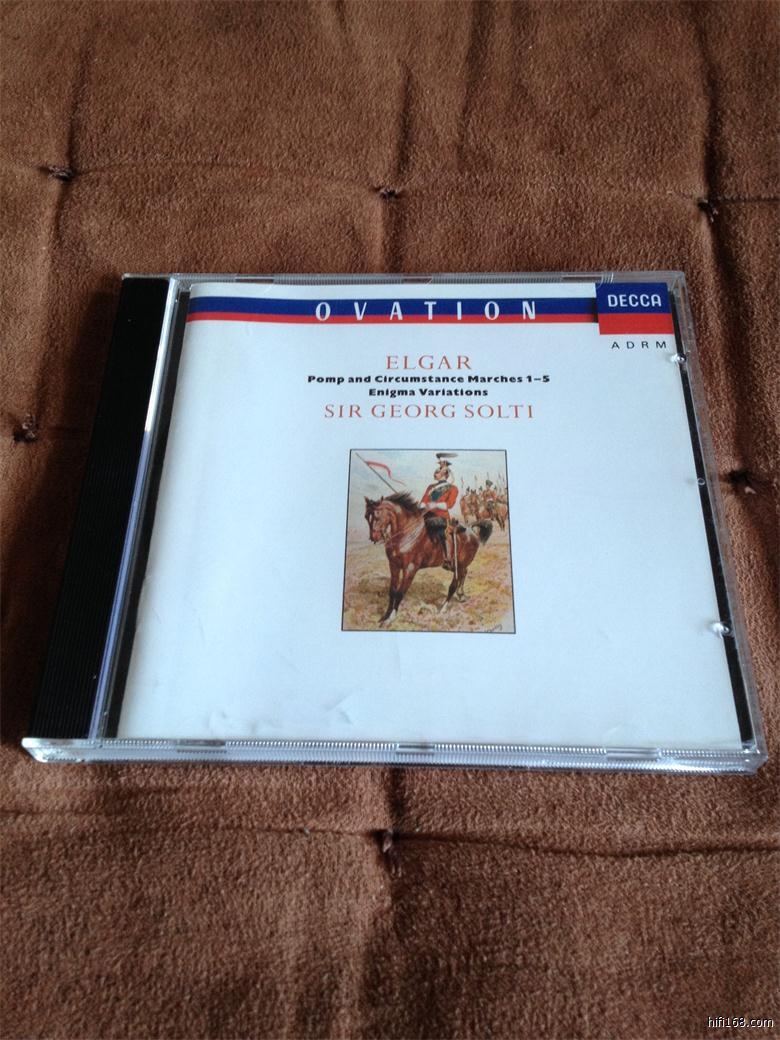 OVATION
DECCA
ADRM
ELGAR
Pomp and Circumstance Marches 1–5
Enigma Variations
SIR GEORG SOLTI
hifi168.com